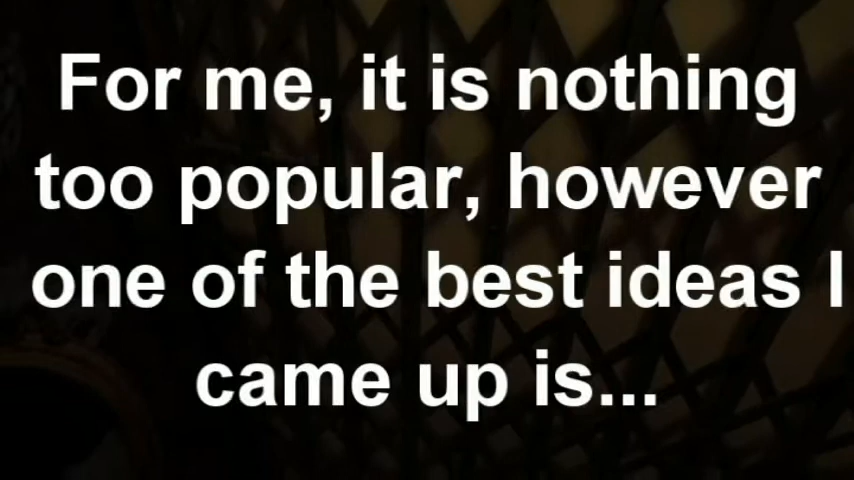 For me, it is nothing
too popular, however
one of the best ideas I
came up is...